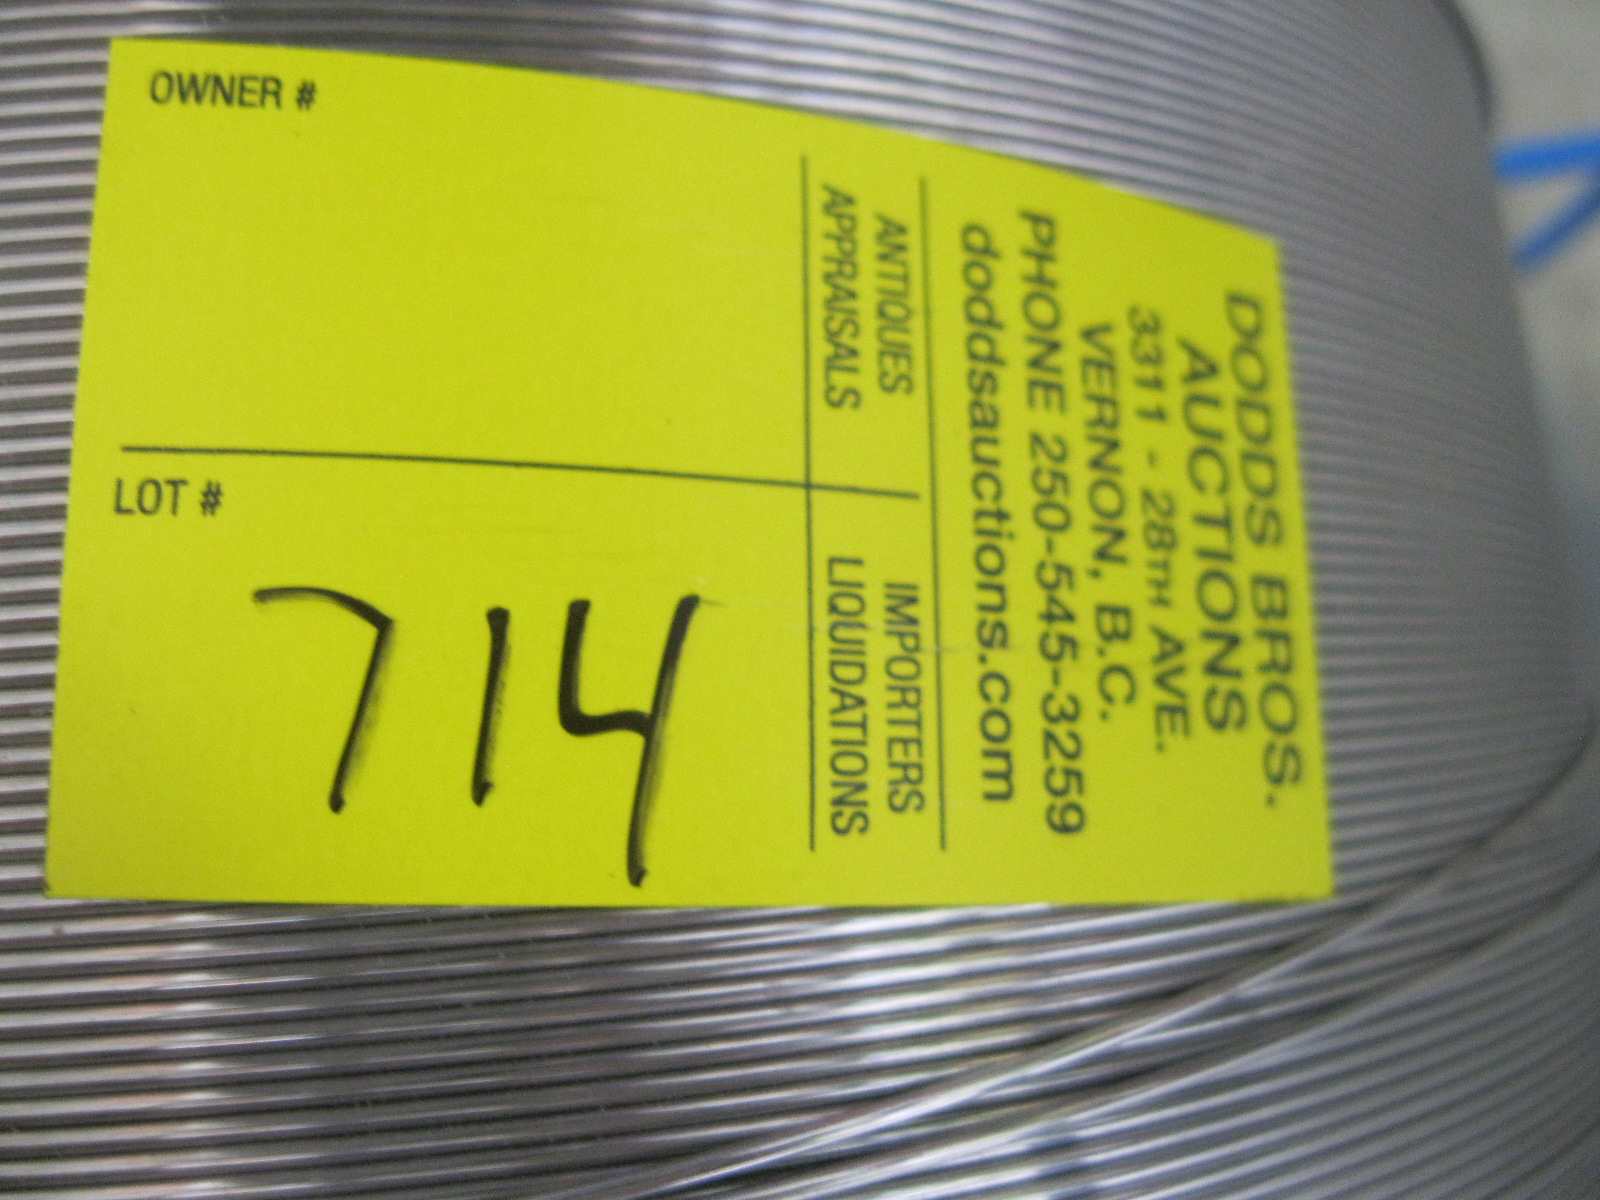 DODDS BROS.
AUCTIONS
3311 - 28TH AVE.
VERNON, B.C.
PHONE 250-545-3259
doddsauctions.com
ANTIQUES
APPRAISALS
IMPORTERS
LIQUIDATIONS
OWNER #
LOT #
714